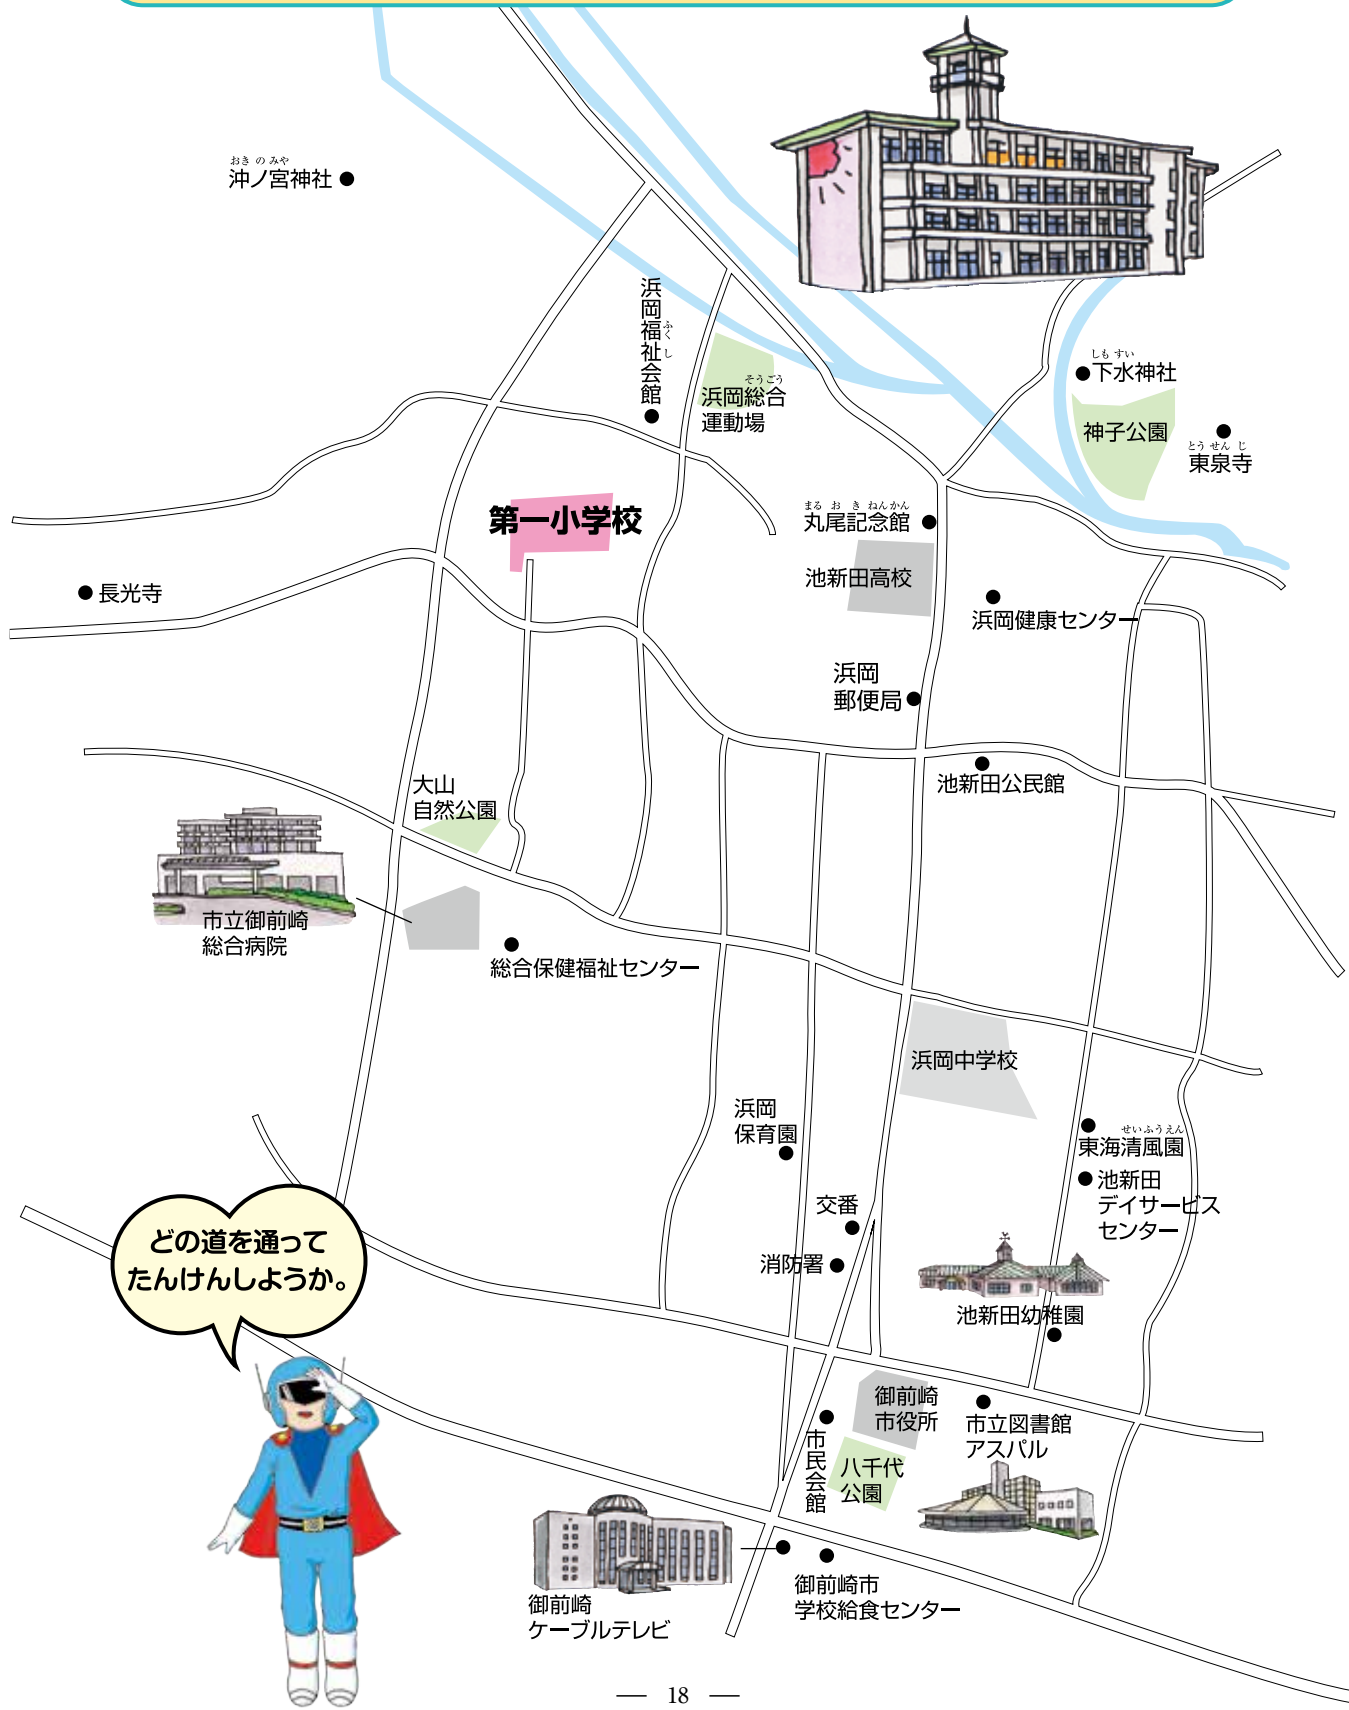 おきのみや
沖ノ宮神社
浜岡福祉会館
ふくし
そうごう
浜岡総合
運動場
しもすい
下水神社
神子公園
とうせんじ
東泉寺
第一小学校
まるおきねんかん
丸尾記念館
池新田高校
長光寺
浜岡健康センター
浜岡
郵便局
池新田公民館
大山
自然公園
市立御前崎
総合病院
総合保健福祉センター
浜岡中学校
浜岡
保育園
せいふうえん
東海清風園
池新田
デイサービス
センター
交番
消防署
どの道を通って
たんけんしようか。
池新田幼稚園
御前崎
市役所
市立図書館
アスパル
市民会館
八千代
公園
御前崎市
学校給食センター
御前崎
ケーブルテレビ
— 18 —